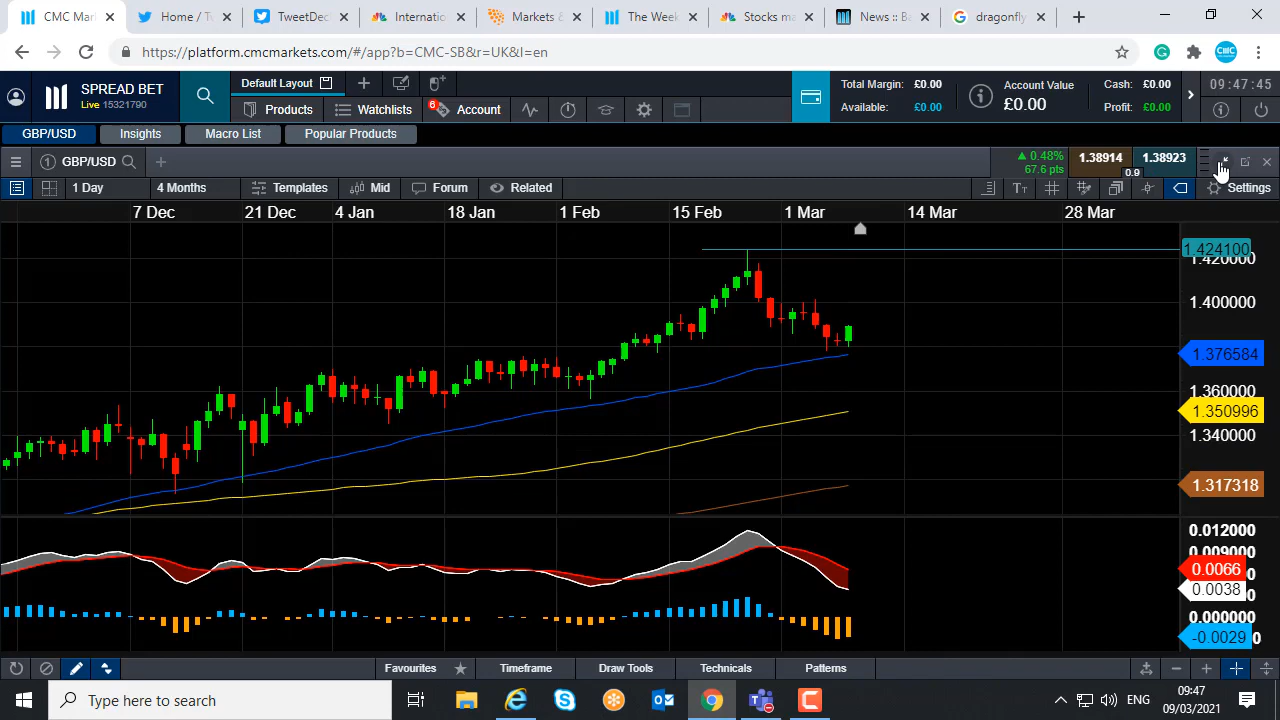 CMC Mar
Home / T
TweetDec
Internatio
Markets &
The Week
Stocks ma
News :: Ba
dragonfly
https://platform.cmcmarkets.com/#/app?b=CMC-SB&r=UK&l=en
SPREAD BET
Live 15321790
Default Layout
Products
Watchlists
6 Account
Total Margin: £0.00
Available: £0.00
Account Value
£0.00
Cash: £0.00
Profit: £0.00
09:47:45
GBP/USD Insights Macro List Popular Products
1 GBP/USD
0.48%
67.6 pts
1.38914
0.9
1.38923
1 Day 4 Months Templates Mid Forum Related Settings
7 Dec 21 Dec 4 Jan 18 Jan 1 Feb 15 Feb 1 Mar 14 Mar 28 Mar
1.424100
1.420000
1.400000
1.376584
1.360000
1.350996
1.340000
1.317318
0.012000
0.009000
0.0066
0.0038
0.000000
-0.0029
Favourites Timeframe Draw Tools Technicals Patterns
Type here to search
ENG
09:47
09/03/2021